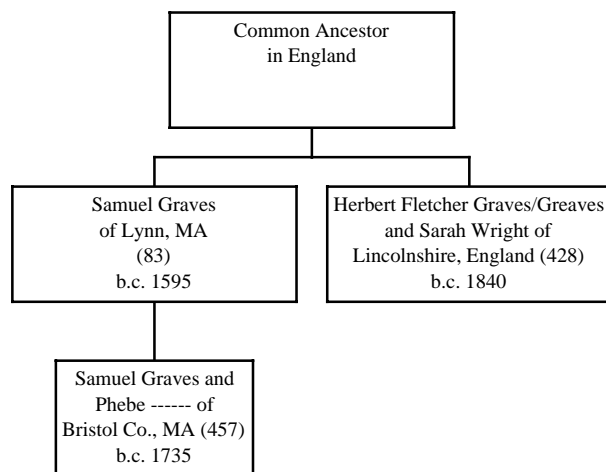 Common Ancestor
in England
Samuel Graves
of Lynn, MA
(83)
b.c. 1595
Herbert Fletcher Graves/Greaves
and Sarah Wright of
Lincolnshire, England (428)
b.c. 1840
Samuel Graves and
Phebe ------ of
Bristol Co., MA (457)
b.c. 1735